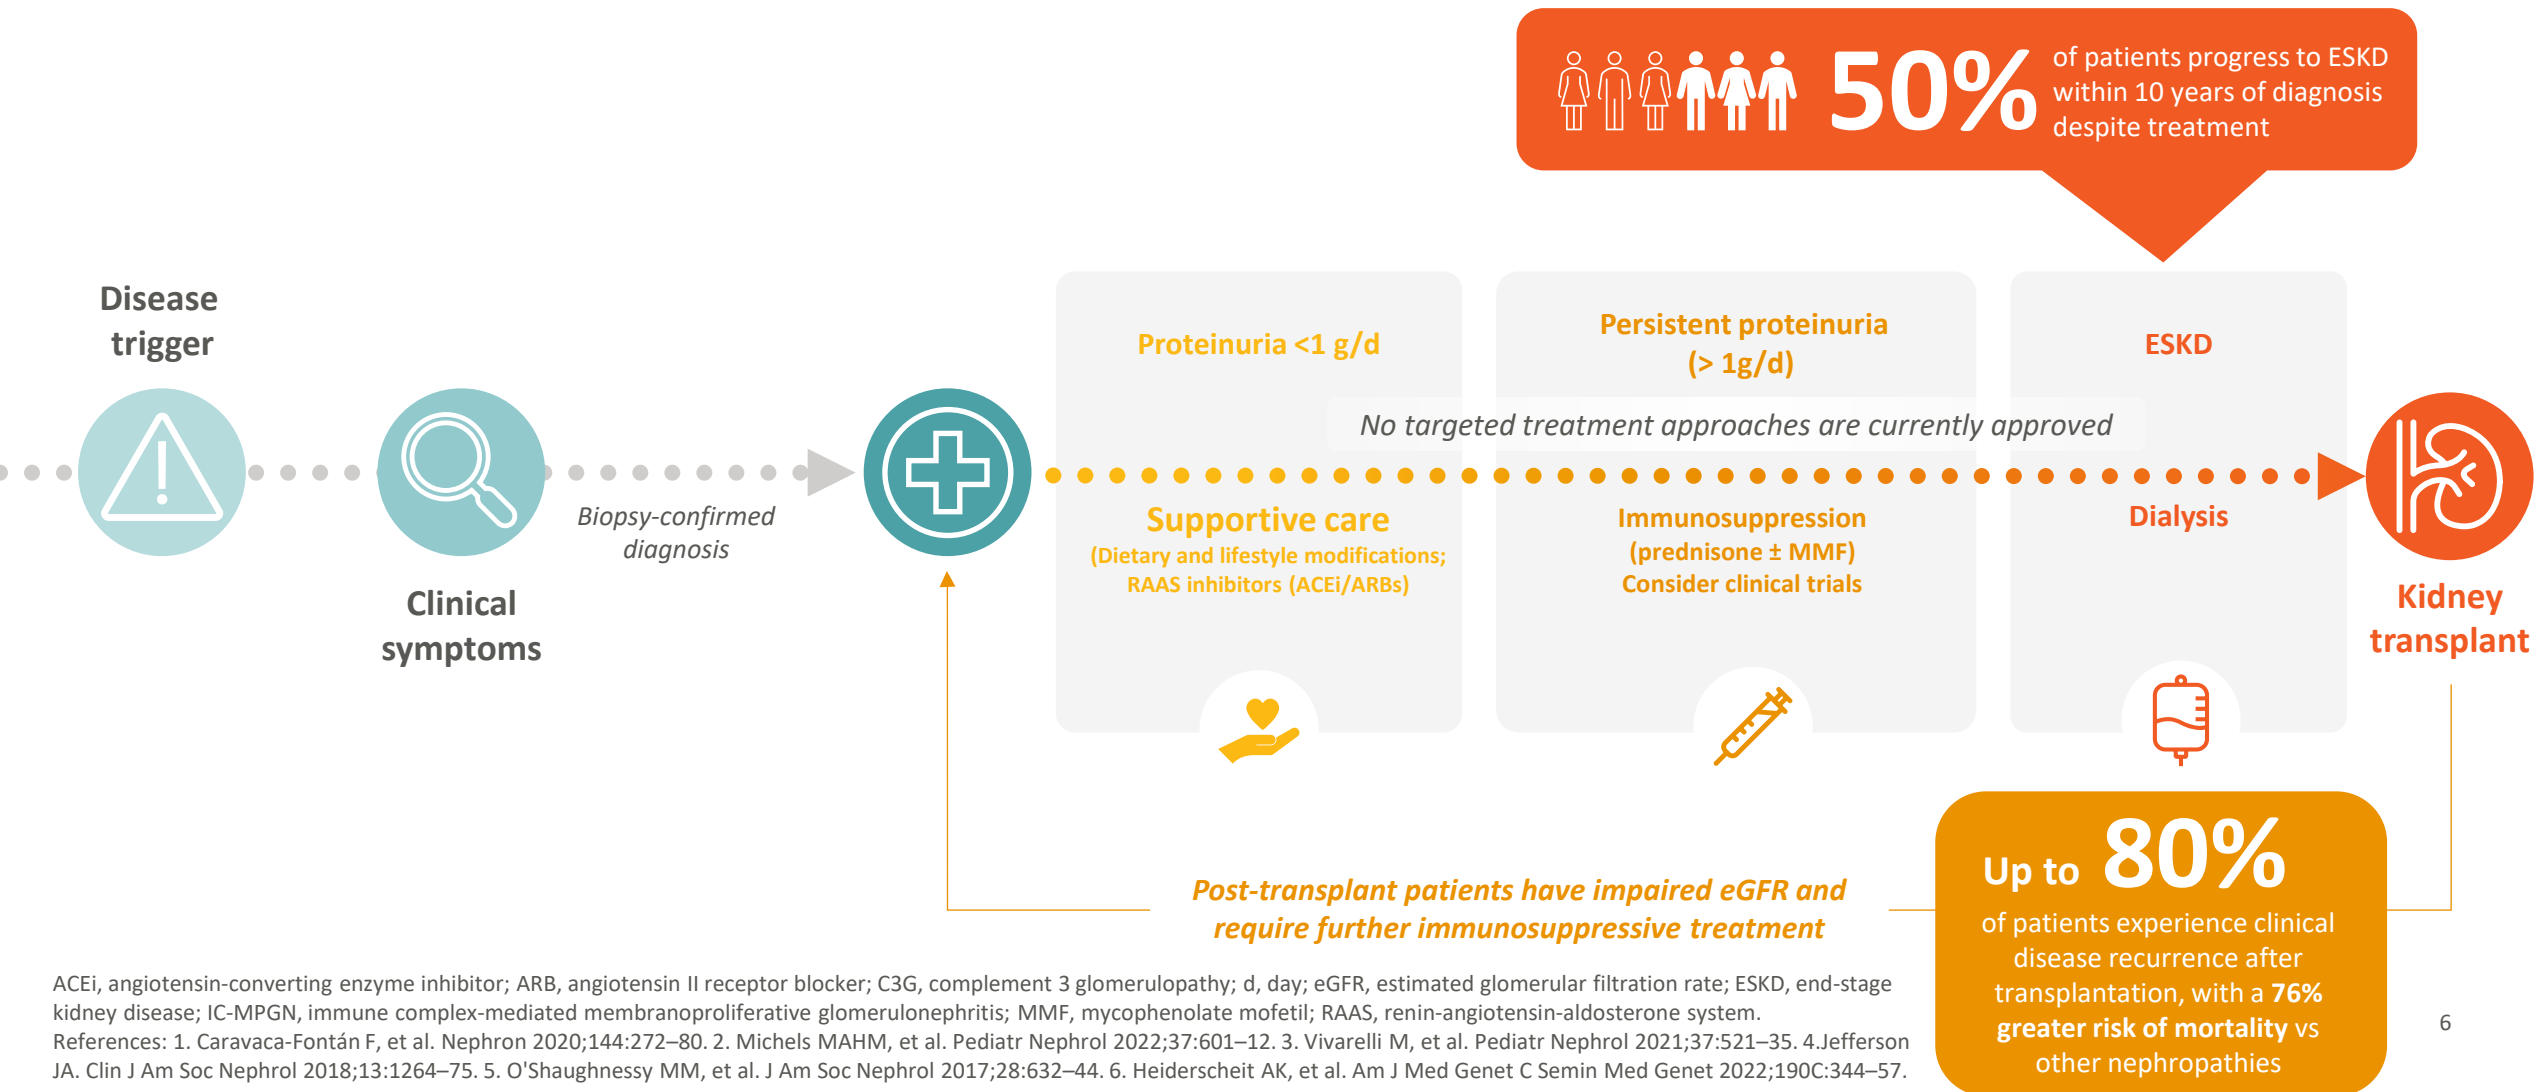 50%
of patients progress to ESKD
within 10 years of diagnosis
despite treatment
Disease
trigger
Clinical
symptoms
Biopsy-confirmed
diagnosis
Proteinuria <1 g/d
Persistent proteinuria
(> 1g/d)
ESKD
No targeted treatment approaches are currently approved
Supportive care
(Dietary and lifestyle modifications;
RAAS inhibitors (ACEi/ARBs)
Immunosuppression
(prednisone ± MMF)
Consider clinical trials
Dialysis
Kidney
transplant
Post-transplant patients have impaired eGFR and
require further immunosuppressive treatment
Up to 80%
of patients experience clinical
disease recurrence after
transplantation, with a 76%
greater risk of mortality vs
other nephropathies
ACEi, angiotensin-converting enzyme inhibitor; ARB, angiotensin II receptor blocker; C3G, complement 3 glomerulopathy; d, day; eGFR, estimated glomerular filtration rate; ESKD, end-stage
kidney disease; IC-MPGN, immune complex-mediated membranoproliferative glomerulonephritis; MMF, mycophenolate mofetil; RAAS, renin-angiotensin-aldosterone system.
References: 1. Caravaca-Fontán F, et al. Nephron 2020;144:272–80. 2. Michels MAHM, et al. Pediatr Nephrol 2022;37:601–12. 3. Vivarelli M, et al. Pediatr Nephrol 2021;37:521–35. 4.Jefferson
JA. Clin J Am Soc Nephrol 2018;13:1264–75. 5. O'Shaughnessy MM, et al. J Am Soc Nephrol 2017;28:632–44. 6. Heiderscheit AK, et al. Am J Med Genet C Semin Med Genet 2022;190C:344–57.
6